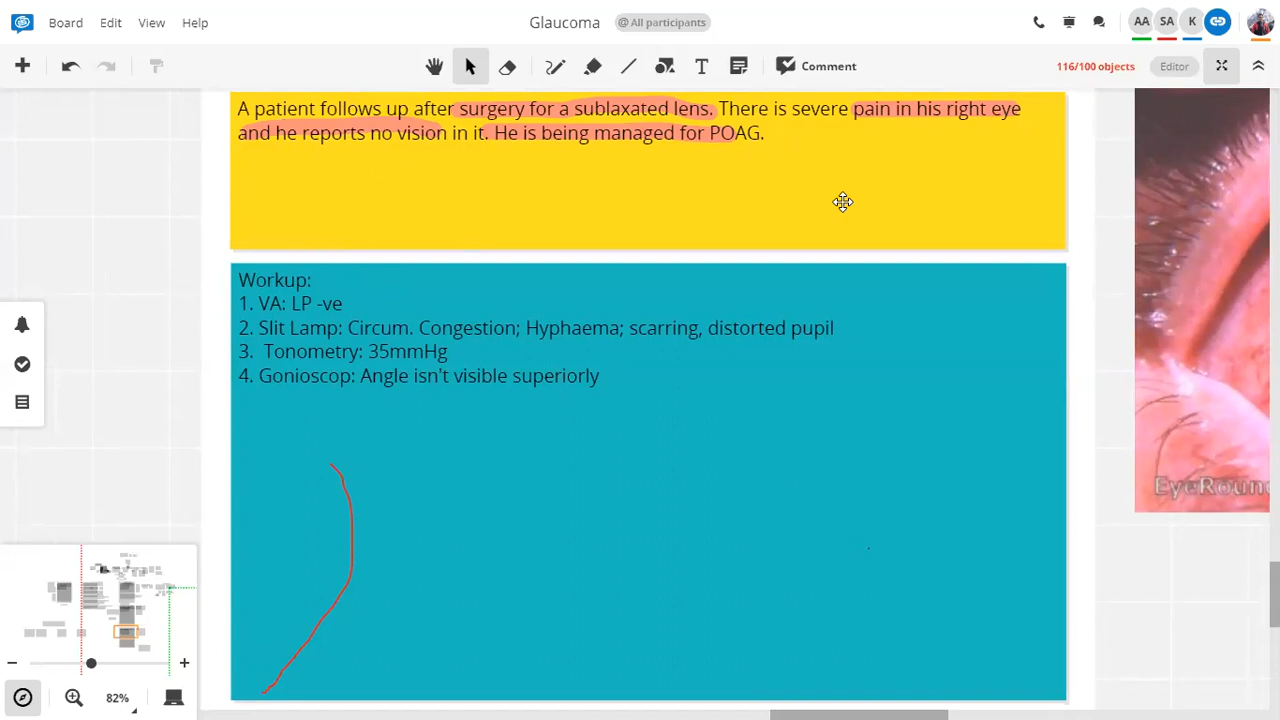 Board Edit View Help
Glaucoma
@ All participants
AA SA K
T
Comment
116/100 objects
Editor
A patient follows up after surgery for a sublaxated lens. There is severe pain in his right eye
and he reports no vision in it. He is being managed for POAG.
Workup:
1. VA: LP -ve
2. Slit Lamp: Circum. Congestion; Hyphaema; scarring, distorted pupil
3. Tonometry: 35mmHg
4. Gonioscop: Angle isn't visible superiorly
EyeRoun
82%